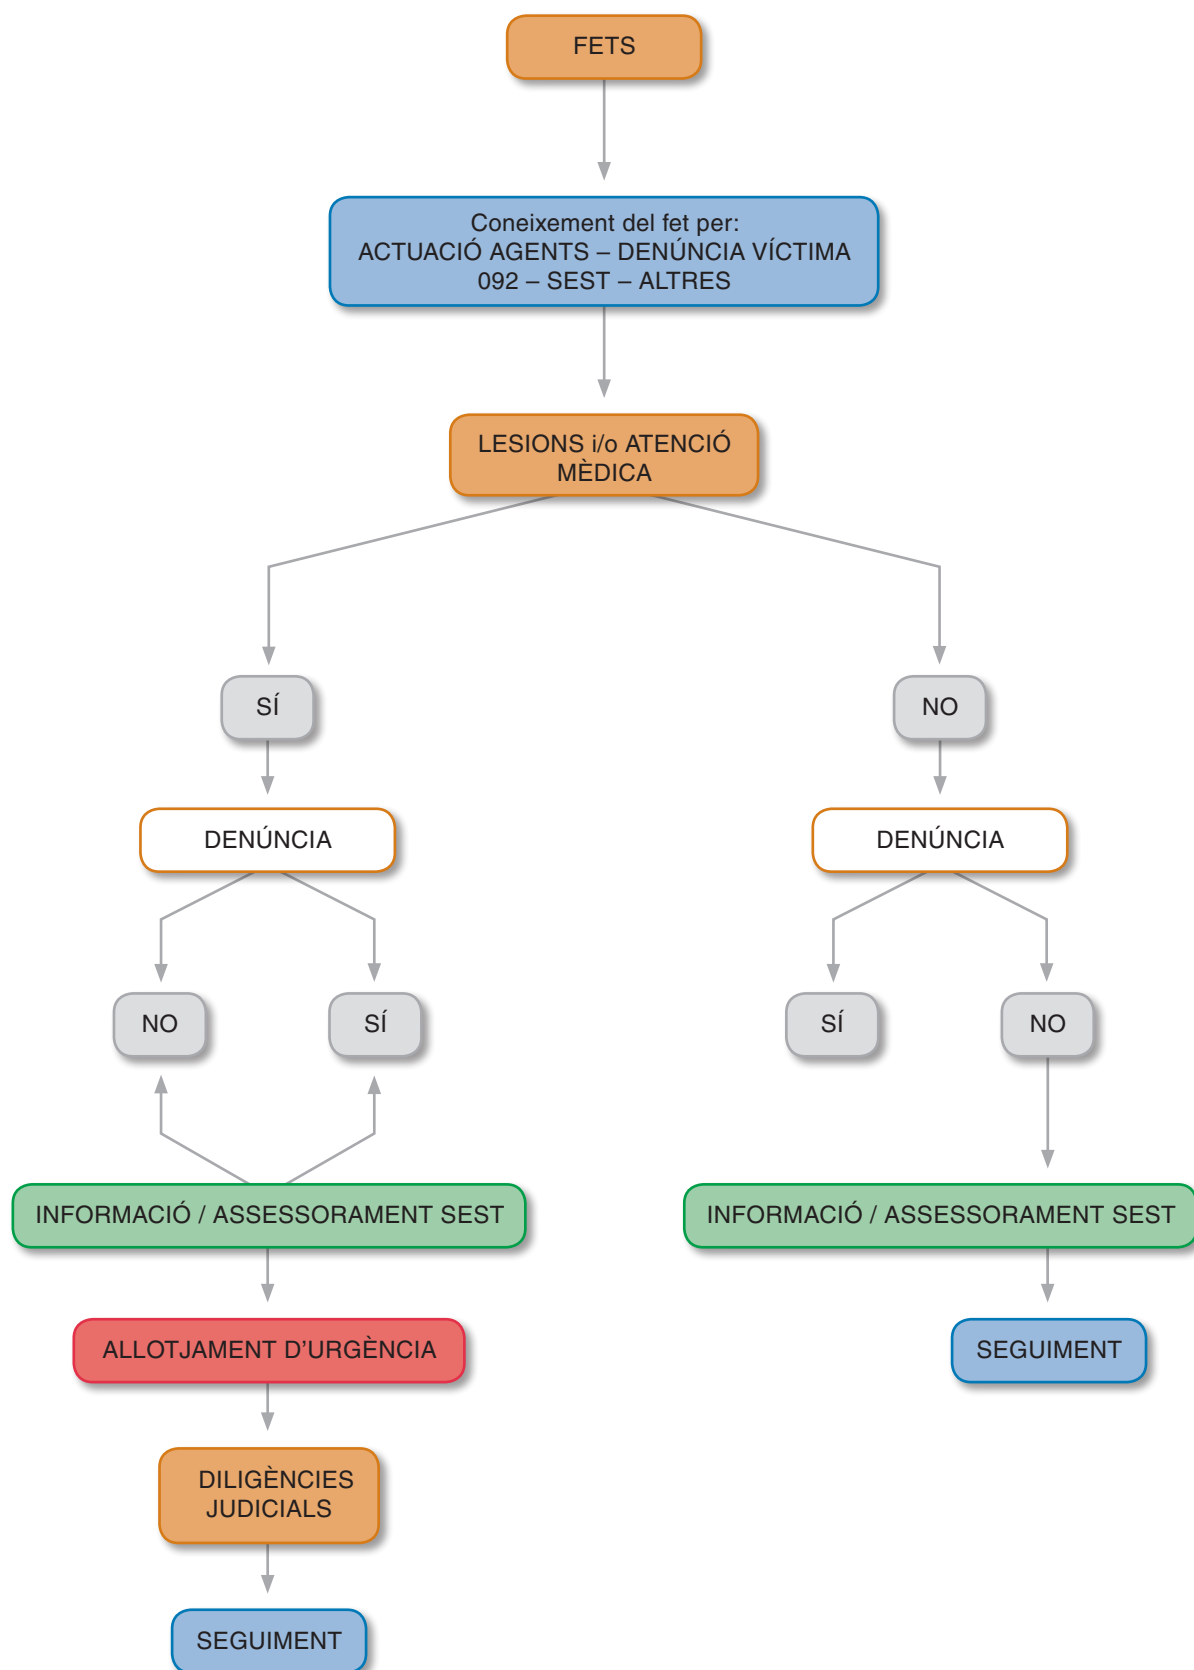 FETS
Coneixement del fet per:
ACTUACIÓ AGENTS – DENÚNCIA VÍCTIMA
092 – SEST – ALTRES
LESIONS i/o ATENCIÓ
MÈDICA
SÍ
NO
DENÚNCIA
DENÚNCIA
NO
SÍ
SÍ
NO
INFORMACIÓ / ASSESSORAMENT SEST
INFORMACIÓ / ASSESSORAMENT SEST
ALLOTJAMENT D’URGÈNCIA
SEGUIMENT
DILIGÈNCIES
JUDICIALS
SEGUIMENT